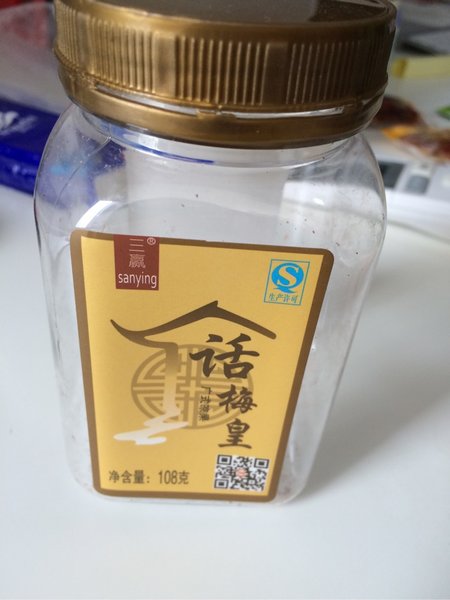 三赢®
sanying
生产许可
话梅皇
净含量：108克